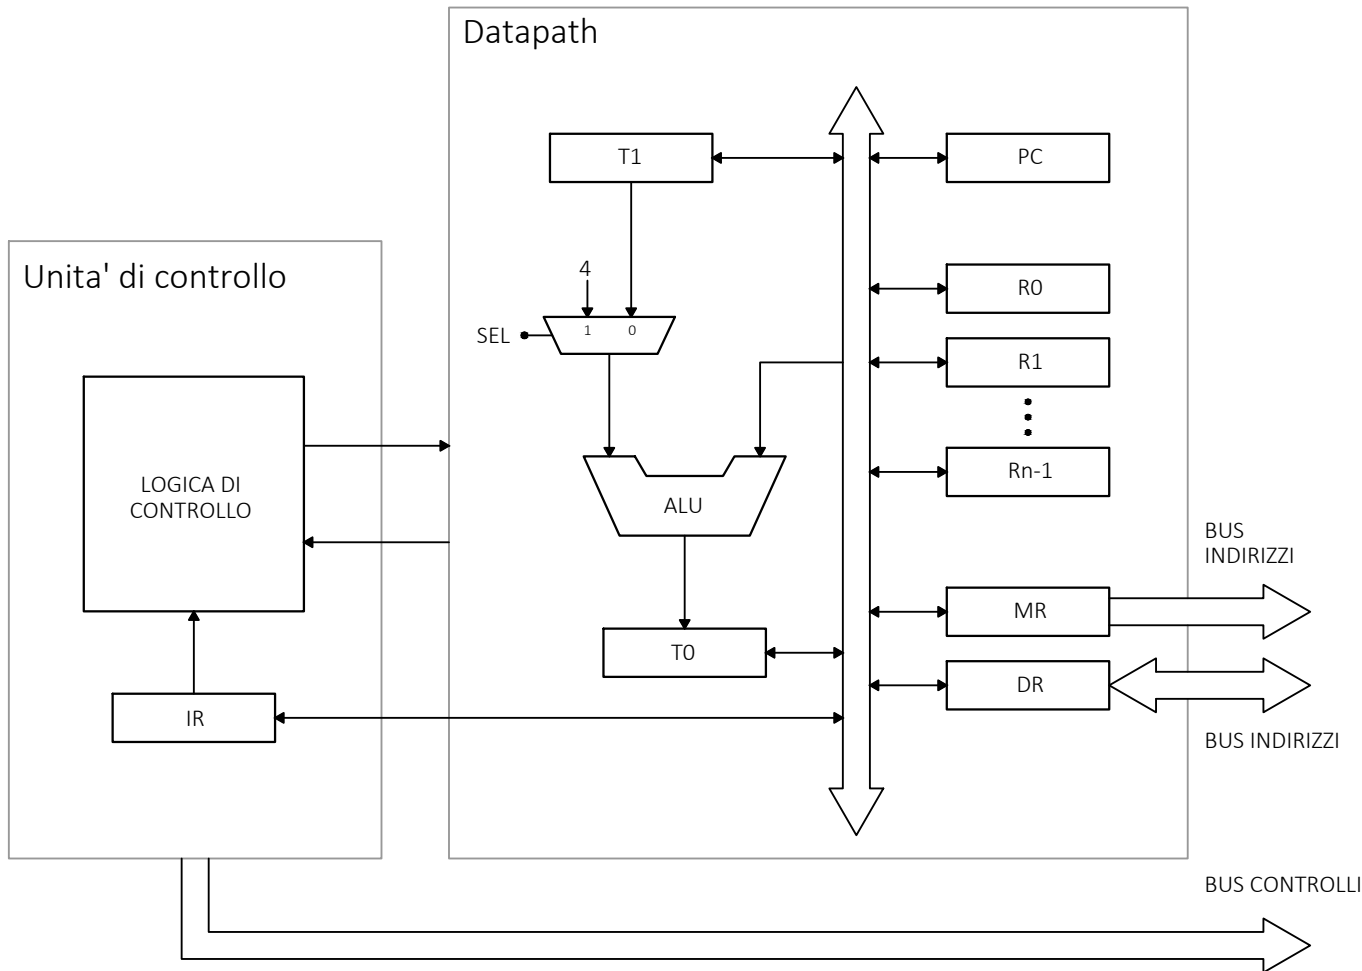 Datapath
T1
PC
Unita' di controllo
4
R0
SEL
1
0
R1
LOGICA DI
CONTROLLO
ALU
Rn-1
BUS
INDIRIZZI
MR
T0
DR
IR
BUS INDIRIZZI
BUS CONTROLLI